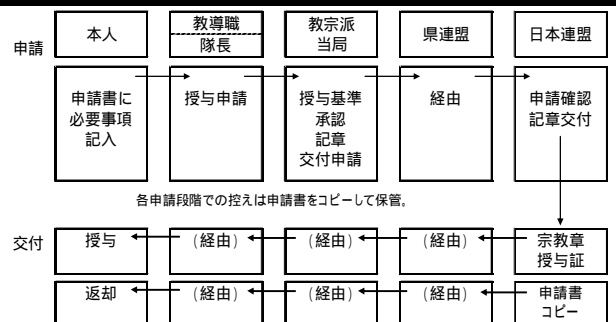 申請
本人
教導職
隊長
教宗派
当局
県連盟
日本連盟
申請書に
必要事項
記入
授与申請
授与基準
承認
記章
交付申請
経由
申請確認
記章交付
各申請段階での控えは申請書をコピーして保管。
交付
授与
(経由)
(経由)
(経由)
宗教章
授与証
返却
(経由)
(経由)
(経由)
申請書
コピー